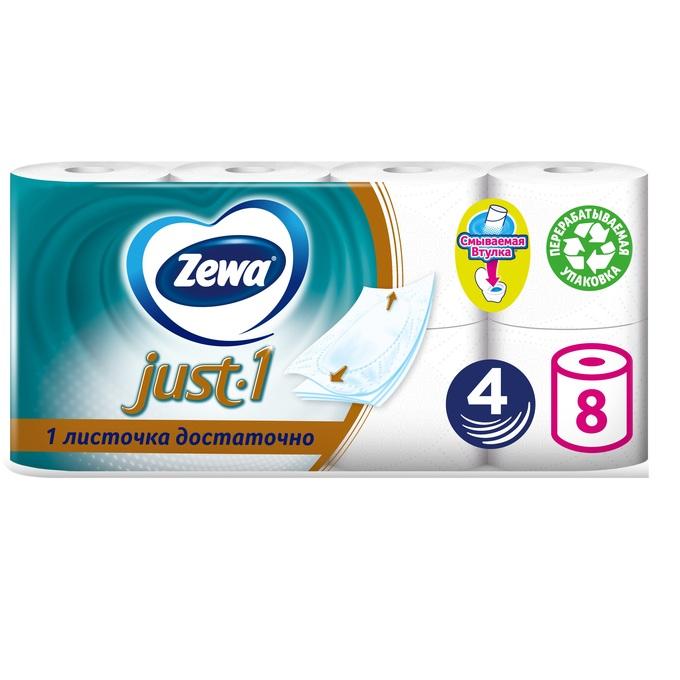 Zewa®
just·1
1 листочка достаточно
Смываемая
Втулка
ПЕРЕРАБАТЫВАЕМАЯ
УПАКОВКА
4
8